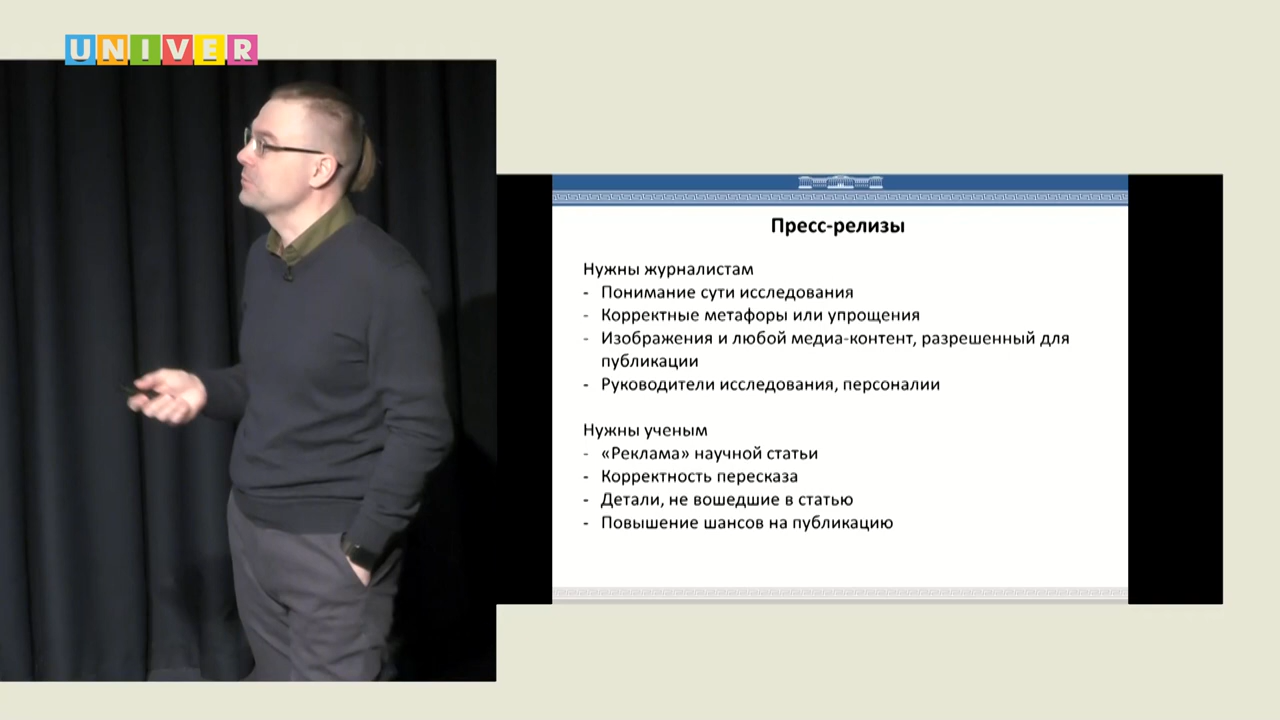 UNIVER
Пресс-релизы
Нужны журналистам
- Понимание сути исследования
- Корректные метафоры или упрощения
- Изображения и любой медиа-контент, разрешенный для
публикации
- Руководители исследования, персоналии
Нужны ученым
- «Реклама» научной статьи
- Корректность пересказа
- Детали, не вошедшие в статью
- Повышение шансов на публикацию